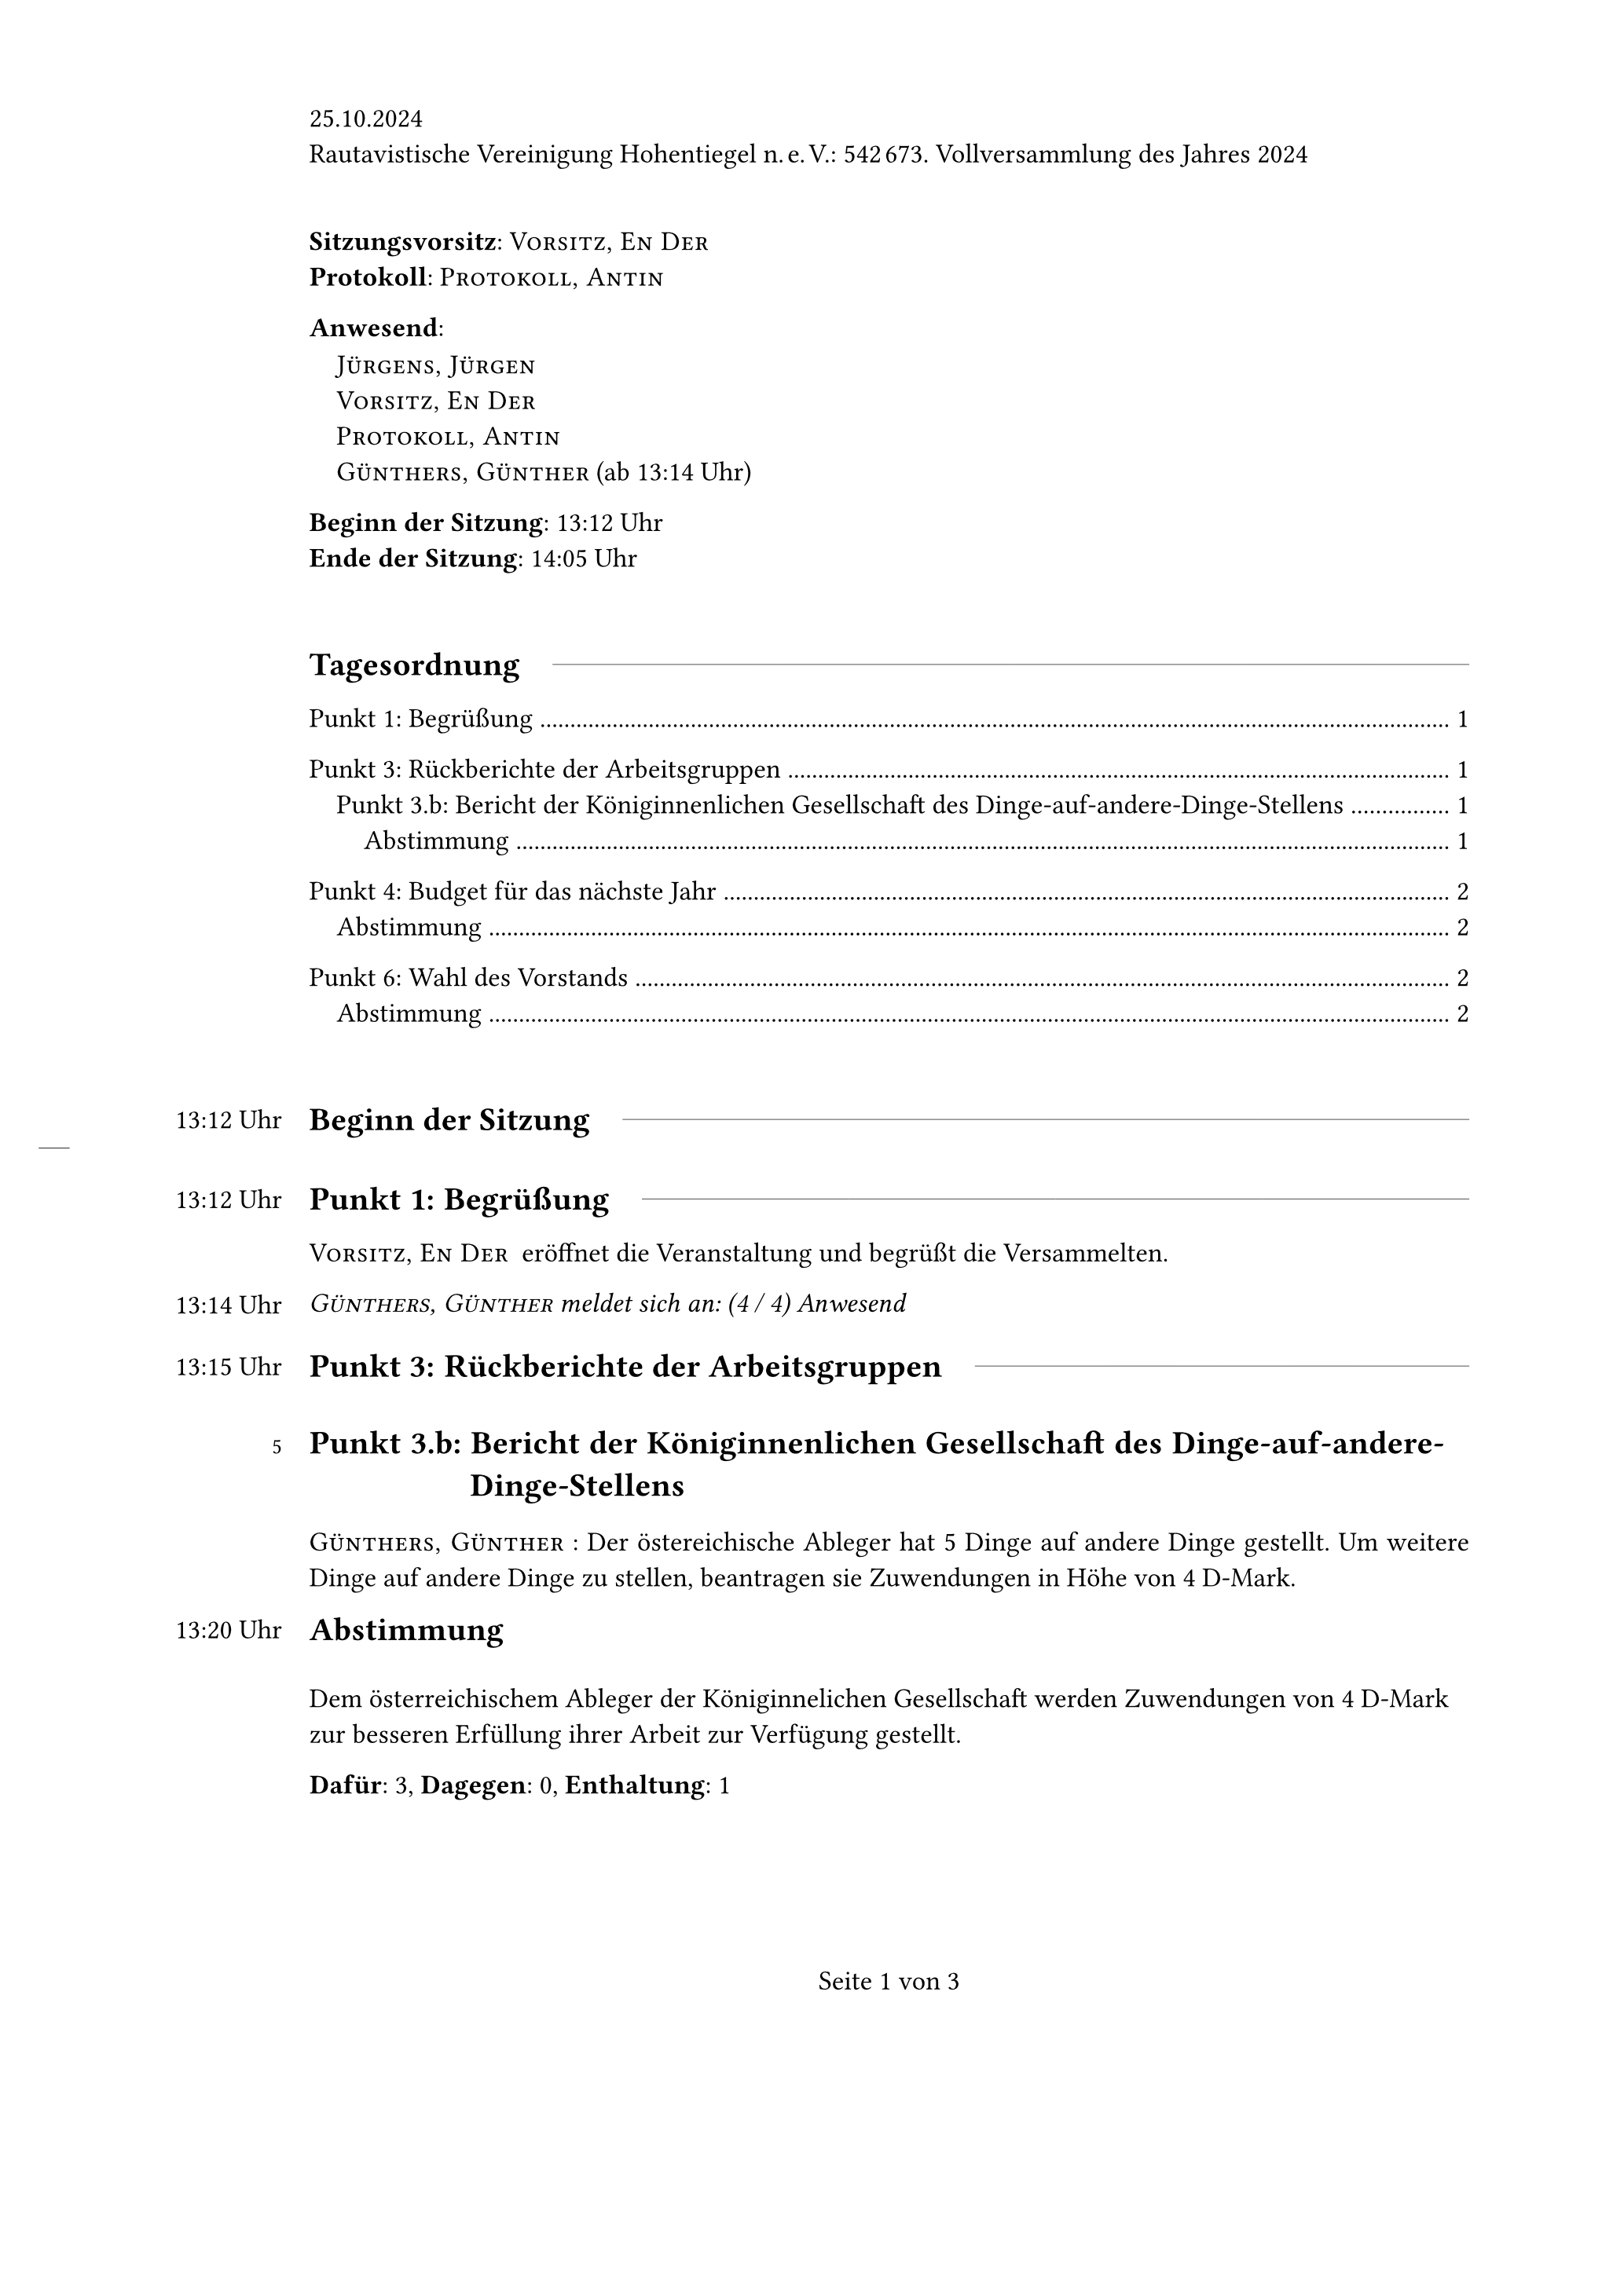 25.10.2024
Rautavistische Vereinigung Hohentiegel n. e. V.: 542 673. Vollversammlung des Jahres 2024
Sitzungsvorsitz: Vorsitz, En Der
Protokoll: Protokoll, Antin
Anwesend:
Jürgens, Jürgen
Vorsitz, En Der
Protokoll, Antin
Günthers, Günther (ab 13:14 Uhr)
Beginn der Sitzung: 13:12 Uhr
Ende der Sitzung: 14:05 Uhr
Tagesordnung
Punkt 1: Begrüßung ........ 1
Punkt 3: Rückberichte der Arbeitsgruppen ........ 1
Punkt 3.b: Bericht der Königinnenlichen Gesellschaft des Dinge-auf-andere-Dinge-Stellens ........ 1
Abstimmung ........ 1
Punkt 4: Budget für das nächste Jahr ........ 2
Abstimmung ........ 2
Punkt 6: Wahl des Vorstands ........ 2
Abstimmung ........ 2
13:12 Uhr Beginn der Sitzung
13:12 Uhr Punkt 1: Begrüßung
Vorsitz, En Der eröffnet die Veranstaltung und begrüßt die Versammelten.
13:14 Uhr Günthers, Günther meldet sich an: (4 / 4) Anwesend
13:15 Uhr Punkt 3: Rückberichte der Arbeitsgruppen
5 Punkt 3.b: Bericht der Königinnenlichen Gesellschaft des Dinge-auf-andere-
Dinge-Stellens
Günthers, Günther : Der östereichische Ableger hat 5 Dinge auf andere Dinge gestellt. Um weitere
Dinge auf andere Dinge zu stellen, beantragen sie Zuwendungen in Höhe von 4 D-Mark.
13:20 Uhr Abstimmung
Dem österreichischem Ableger der Königinnelichen Gesellschaft werden Zuwendungen von 4 D-Mark
zur besseren Erfüllung ihrer Arbeit zur Verfügung gestellt.
Dafür: 3, Dagegen: 0, Enthaltung: 1
Seite 1 von 3